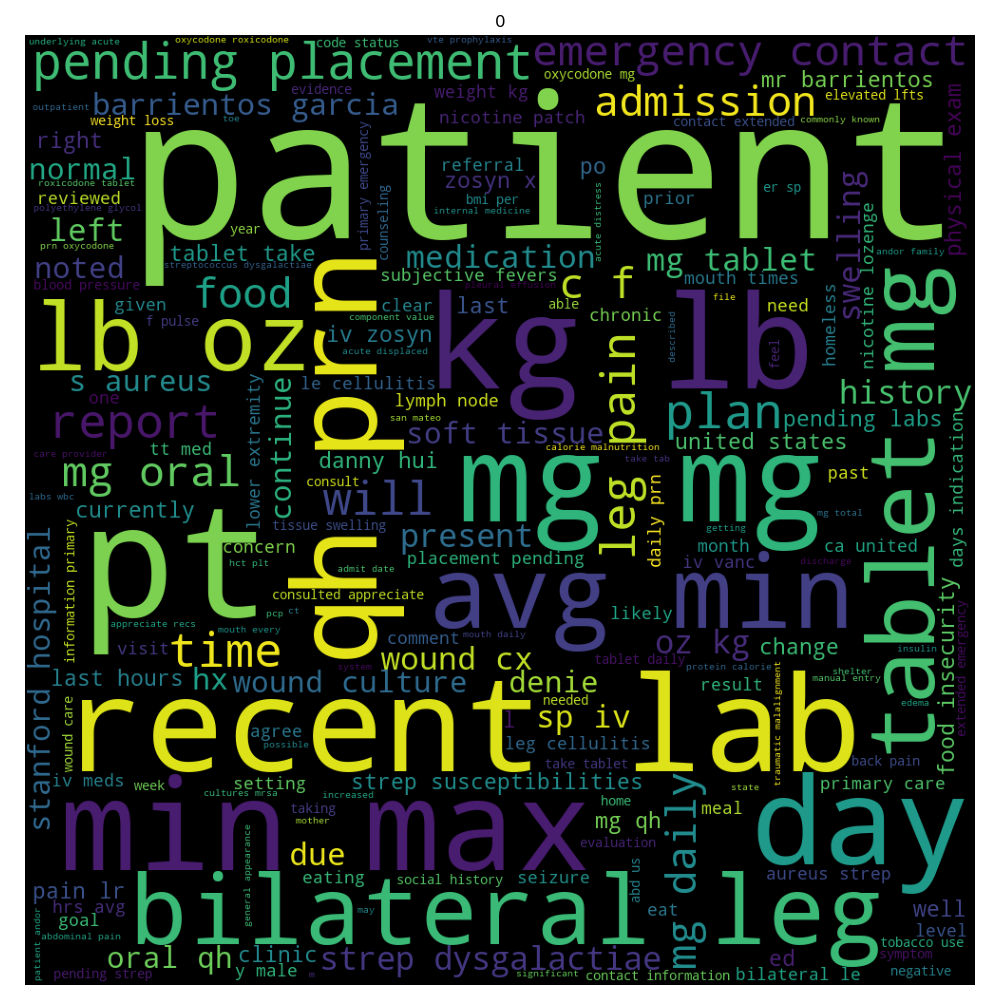 0
underlying acute
oxycodone roxicodone
code status
vte prophylaxis
pending placement
emergency contact
evidence
oxycodone mg
mr barrientos
outpatient
barrientos garcia
weight kg
admission
elevated lfts
weight loss
toe
nicotine patch
contact extended
commonly known
right
patient
primary emergency
physical exam
normal
roxicodone tablet
referral
po
er sp
zosyn x
reviewed
counseling
bmi per
prior
polyethylene glycol
internal medicine
left
year
acute distress
swelling
nicotine lozenge
prn oxycodone
noted
tablet take
medication
mg tablet
andor family
streptococcus dysgalactiae
subjective fevers
pleural effusion
c f
mouth times
blood pressure
food
given
clear
last
able
chronic
file
need
homeless
mg
lb oz
f pulse
component value
iv zosyn
acute displaced
qh prn
kg lb
described
feel
s aureus
le cellulitis
lymph node
leg pain
history
one
report
lower extremity
continue
san mateo
soft tissue
plan
pending labs
care provider
tt med
danny hui
calorie malnutrition
united states
mg oral
consult
take tab
past
labs wbc
will
mg mg
tablet
days indication
currently
tissue swelling
daily prn
mg total
present
getting
concern
month
ca united
stanford hospital
information primary
pt
hct plt
admit date
placement pending
iv vanc
discharge
consulted appreciate
avg min
food insecurity
extended emergency
appreciate recs
pcp
ct
likely
mouth every
comment
mouth daily
oz kg
change
insulin
visit
time
system
wound cx
tablet daily
protein calorie
shelter
manual entry
last hours
hx
wound culture
denie
result
edema
wound care
recent lab
needed
l
sp iv
traumatic malalignment
agree
possible
leg cellulitis
take tablet
back pain
iv meds
week
setting
strep susceptibilities
state
primary care
cultures mrsa
increased
taking
home
meal
min max
mother
mg qh
day
due
evaluation
mg daily
general appearance
pain lr
eating
social history
seizure
abd us
aureus strep
hrs avg
goal
bilateral leg
may
eat
well
level
patient andor
abdominal pain
oral qh
clinic
strep dysgalactiae
tobacco use
ed
symptom
pending strep
y male
m
significant
contact information
bilateral le
negative